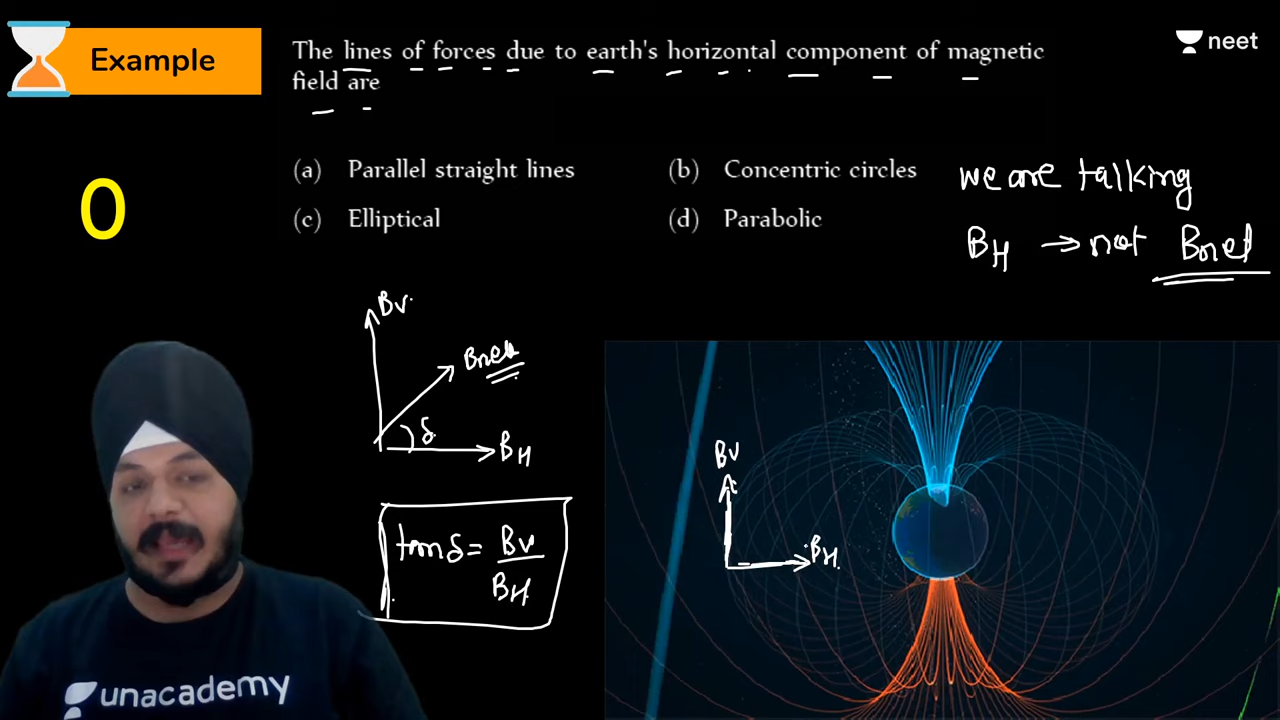 Example
The lines of forces due to earth's horizontal component of magnetic
field are
neet
0
(a) Parallel straight lines
(b) Concentric circles
(c) Elliptical
(d) Parabolic
we are talking
BH → not Bnet
Bv
Bnet
δ
BH
tanδ = Bv
BH
Bv
BH
unacademy